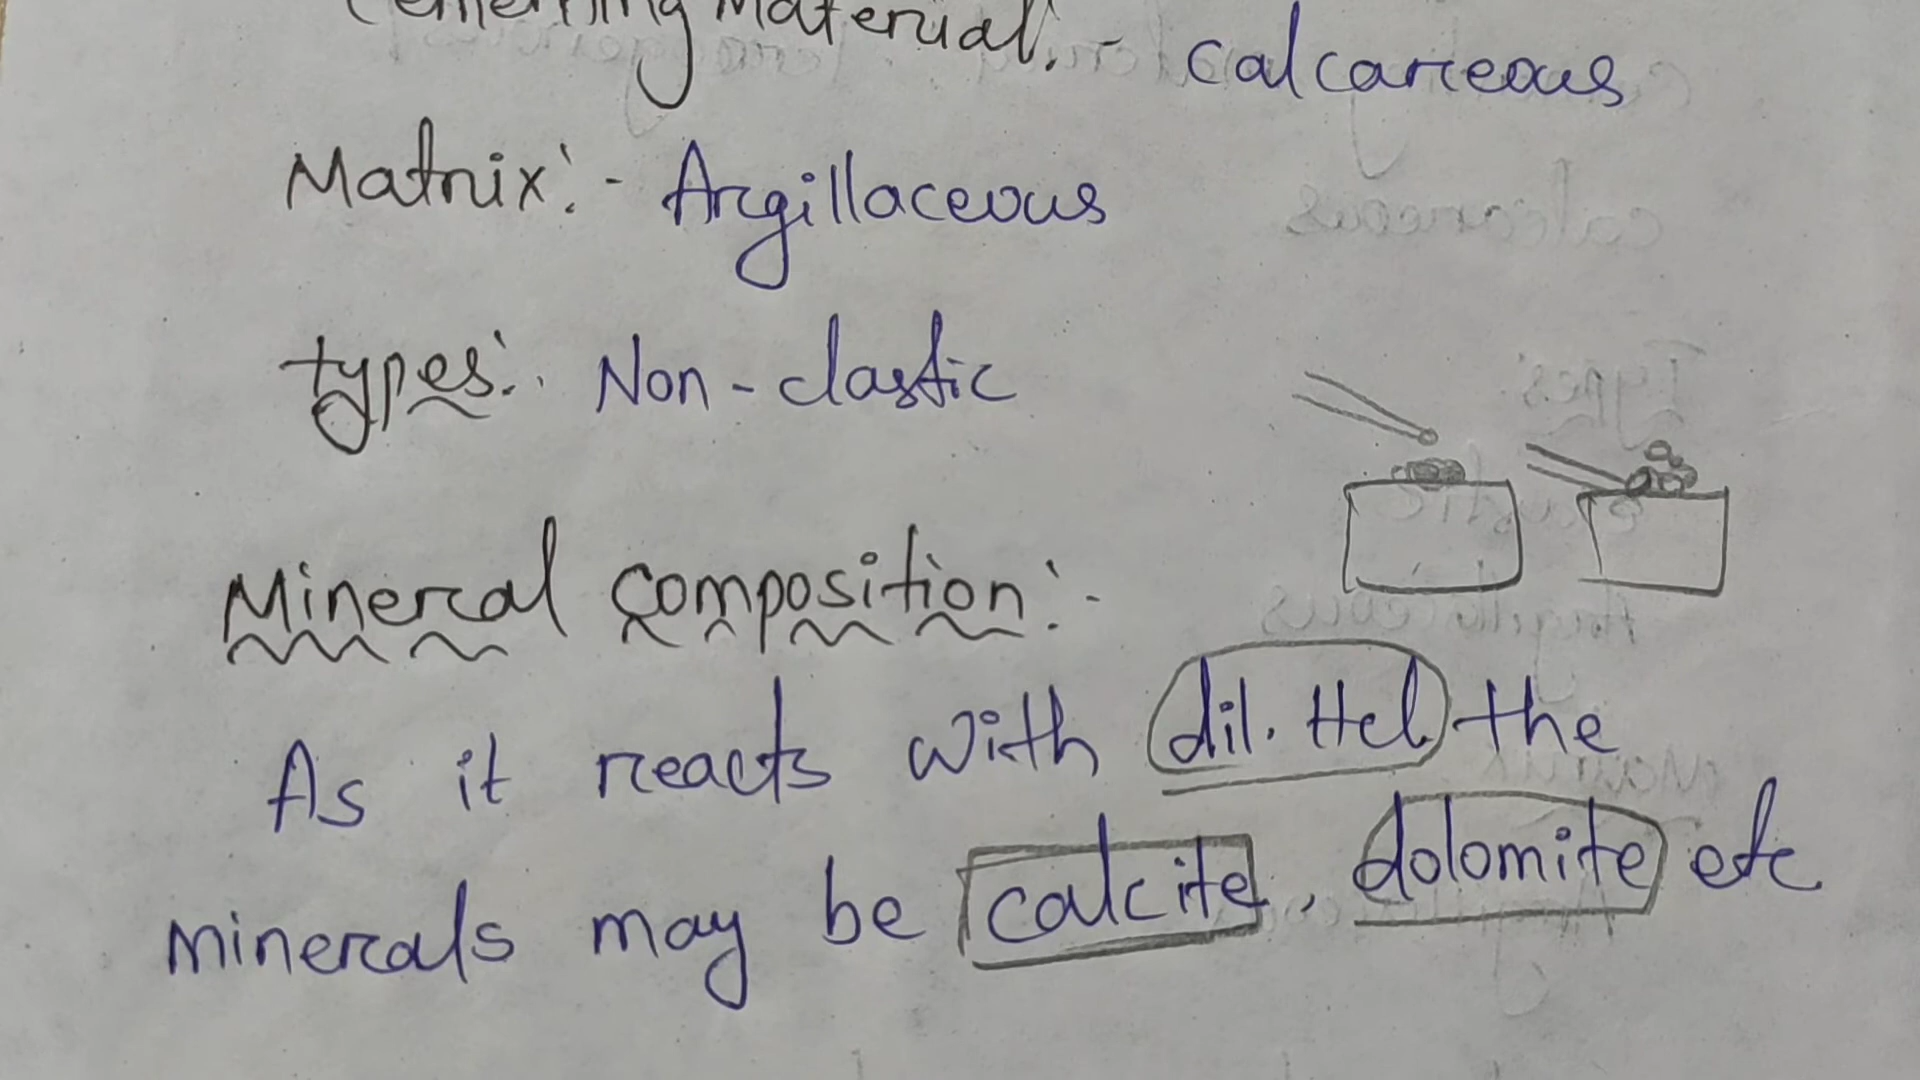 Cementing Material:- calcareous
Matrix:- Argillaceous
types:. Non-clastic
Mineral composition:-
As it reacts with dil. Hcl the
minerals may be calcite, dolomite etc